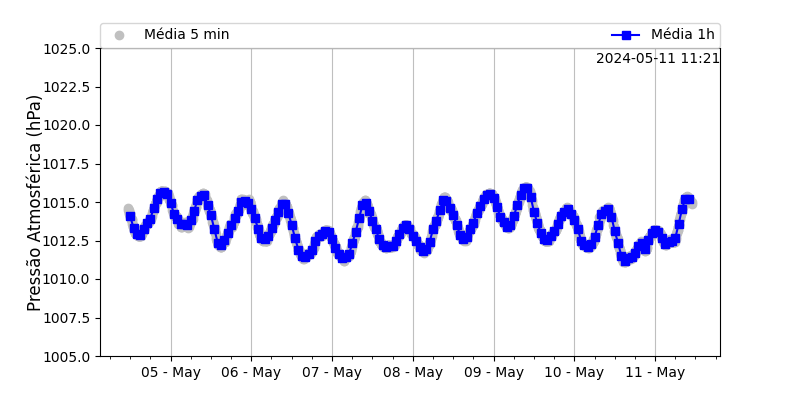 Média 5 min
Média 1h
2024-05-11 11:21
Pressão Atmosférica (hPa)
1025.0
1022.5
1020.0
1017.5
1015.0
1012.5
1010.0
1007.5
1005.0
05 - May
06 - May
07 - May
08 - May
09 - May
10 - May
11 - May